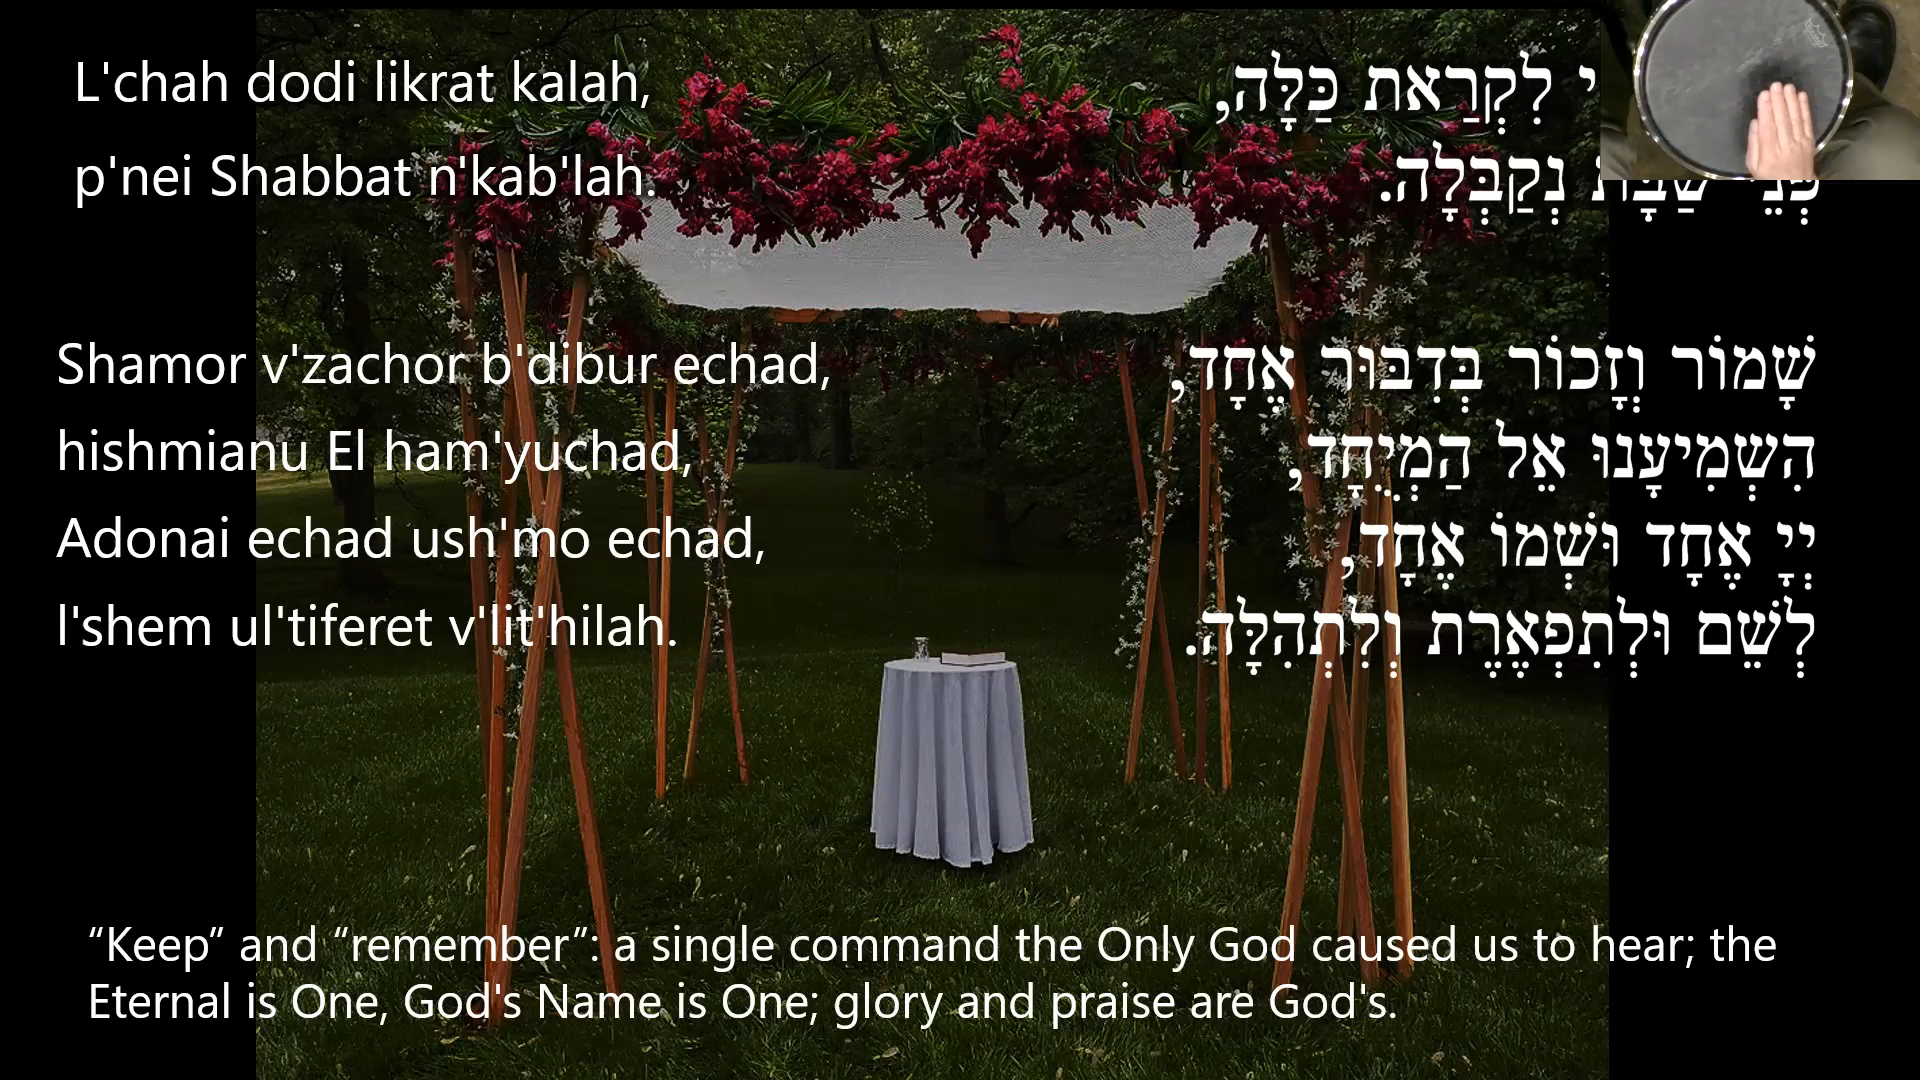 L'chah dodi likrat kalah,
p'nei Shabbat n'kab'lah.
לִקְרַאת כַּלָּה,
פְּנֵי שַׁבָּת נְקַבְּלָה.
Shamor v'zachor b'dibur echad,
hishmianu El ham'yuchad,
Adonai echad ush'mo echad,
l'shem ul'tiferet v'lit'hilah.
שָׁמוֹר וְזָכוֹר בְּדִבּוּר אֶחָד,
הִשְׁמִיעָנוּ אֵל הַמְיֻחָד,
יְיָ אֶחָד וּשְׁמוֹ אֶחָד,
לְשֵׁם וּלְתִפְאֶרֶת וְלִתְהִלָּה.
“Keep” and “remember”: a single command the Only God caused us to hear; the
Eternal is One, God's Name is One; glory and praise are God's.